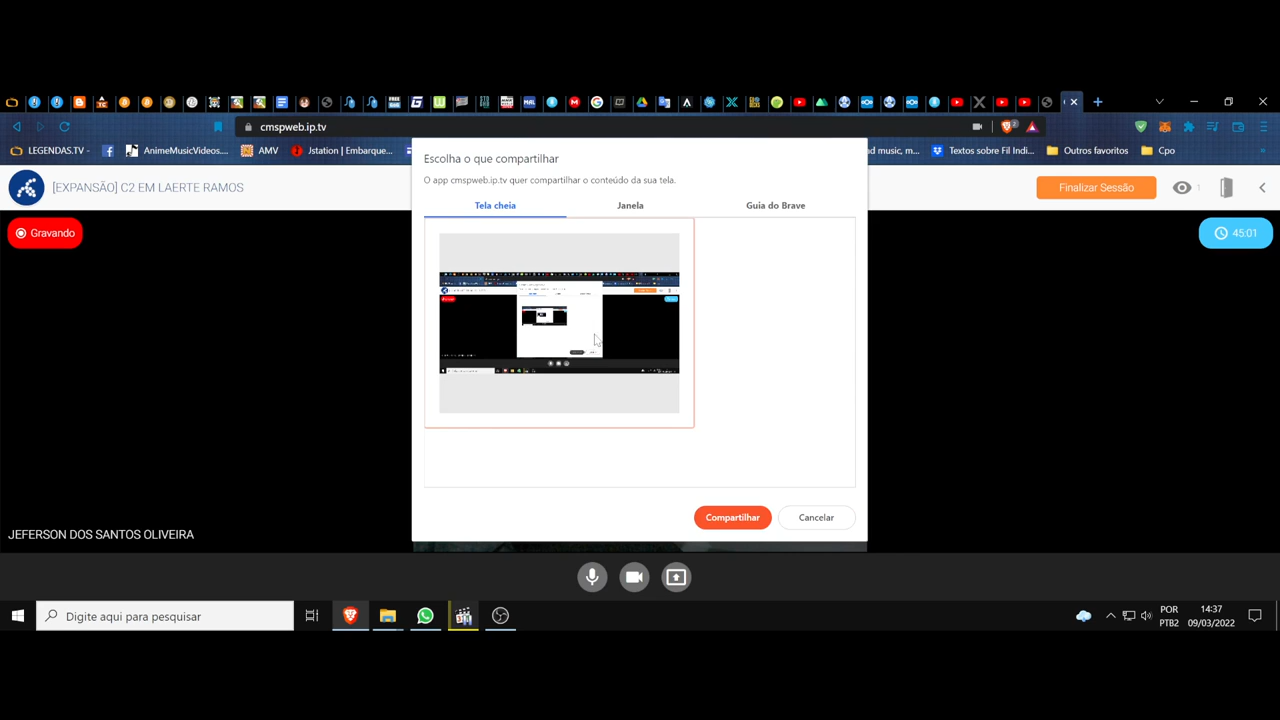 cmspweb.ip.tv
2
LEGENDAS.TV
AnimeMusicVideos....
AMV
Jstation | Embarque...
nd music, m...
Textos sobre Fil Indi...
Outros favoritos
Cpo
[EXPANSÃO] C2 EM LAERTE RAMOS
Finalizar Sessão
1
Gravando
45:01
Escolha o que compartilhar
O app cmspweb.ip.tv quer compartilhar o conteúdo da sua tela.
Tela cheia
Janela
Guia do Brave
Compartilhar
Cancelar
JEFERSON DOS SANTOS OLIVEIRA
Digite aqui para pesquisar
POR
PTB2
14:37
09/03/2022